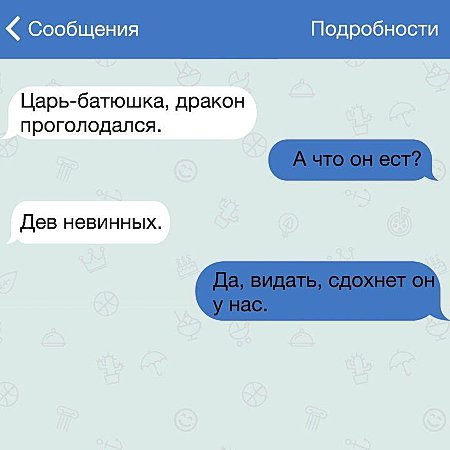 Сообщения
Подробности
Царь-батюшка, дракон
проголодался.
А что он ест?
Дев невинных.
Да, видать, сдохнет он
у нас.